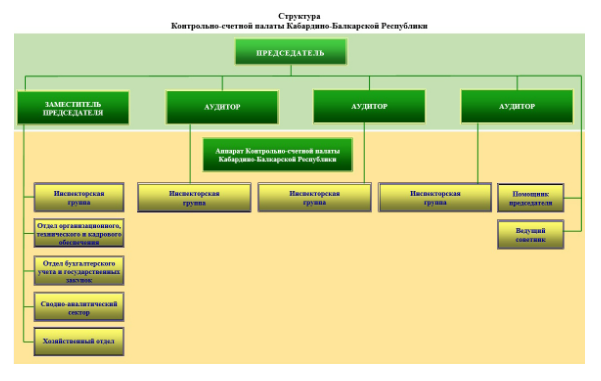 Структура
Контрольно-счетной палаты Кабардино-Балкарской Республики
ПРЕДСЕДАТЕЛЬ
ЗАМЕСТИТЕЛЬ
ПРЕДСЕДАТЕЛЯ
АУДИТОР
АУДИТОР
АУДИТОР
Аппарат Контрольно-счетной палаты
Кабардино-Балкарской Республики
Инспекторская
группа
Инспекторская
группа
Инспекторская
группа
Инспекторская
группа
Помощник
председателя
Отдел организационного,
технического и кадрового
обеспечения
Ведущий
советник
Отдел бухгалтерского
учета и государственных
закупок
Сводно-аналитический
сектор
Хозяйственный отдел